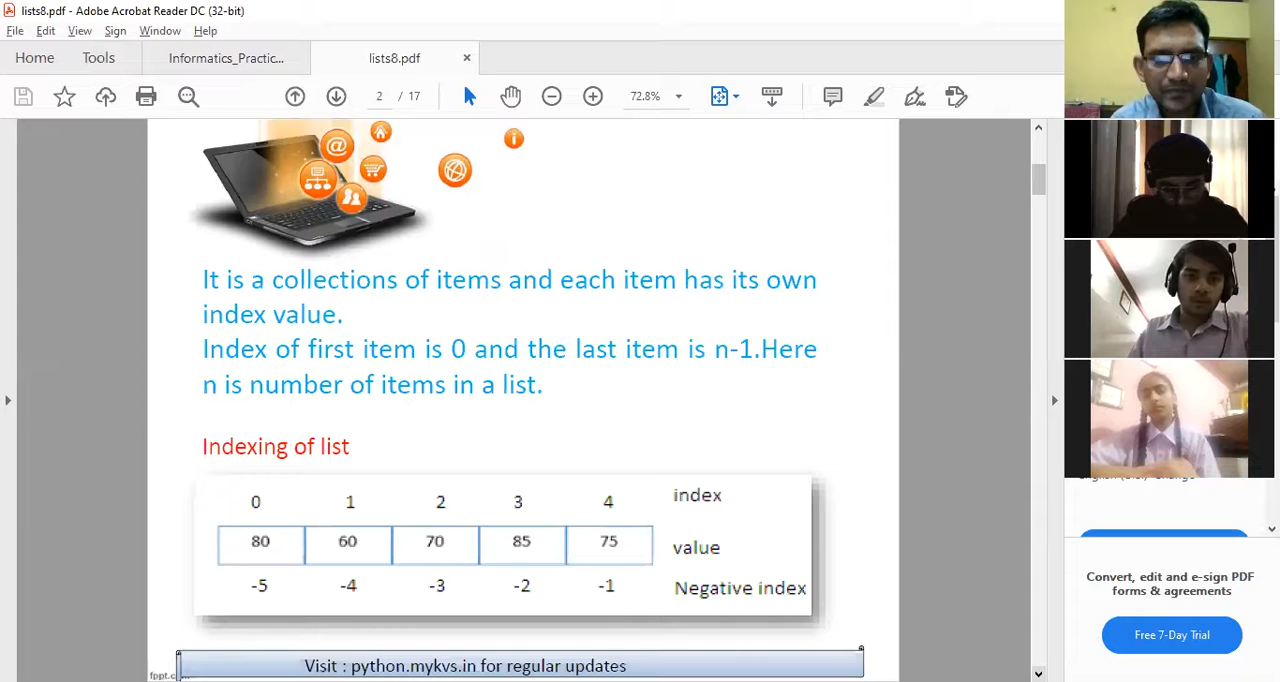 lists8.pdf - Adobe Acrobat Reader DC (32-bit)
File Edit View Sign Window Help
Home Tools Informatics_Practic... lists8.pdf ×
2 / 17 72.8%
It is a collections of items and each item has its own
index value.
Index of first item is 0 and the last item is n-1.Here
n is number of items in a list.
Indexing of list
0 1 2 3 4 index
80 60 70 85 75 value
-5 -4 -3 -2 -1 Negative index
Visit : python.mykvs.in for regular updates
Convert, edit and e-sign PDF
forms & agreements
Free 7-Day Trial